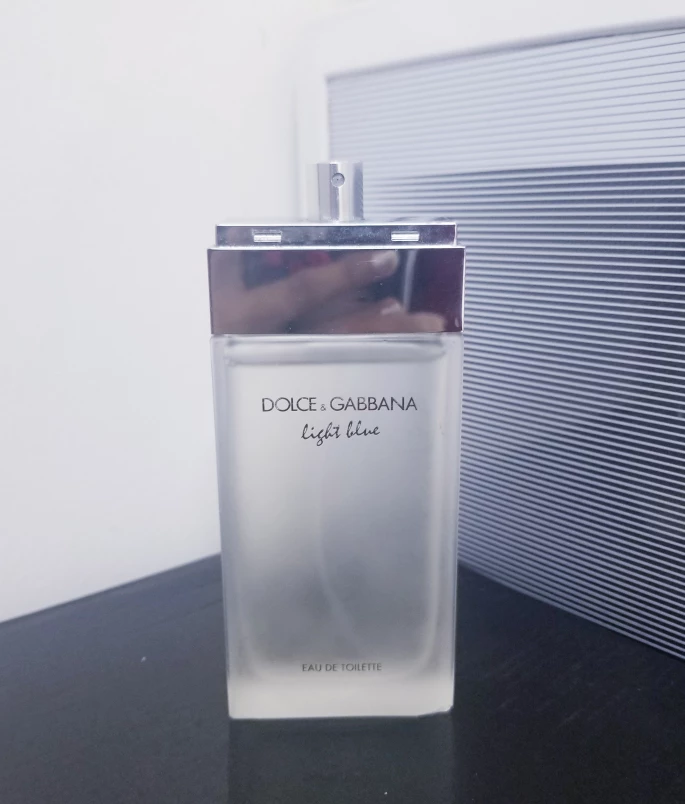 DOLCE & GABBANA
light blue
EAU DE TOILETTE